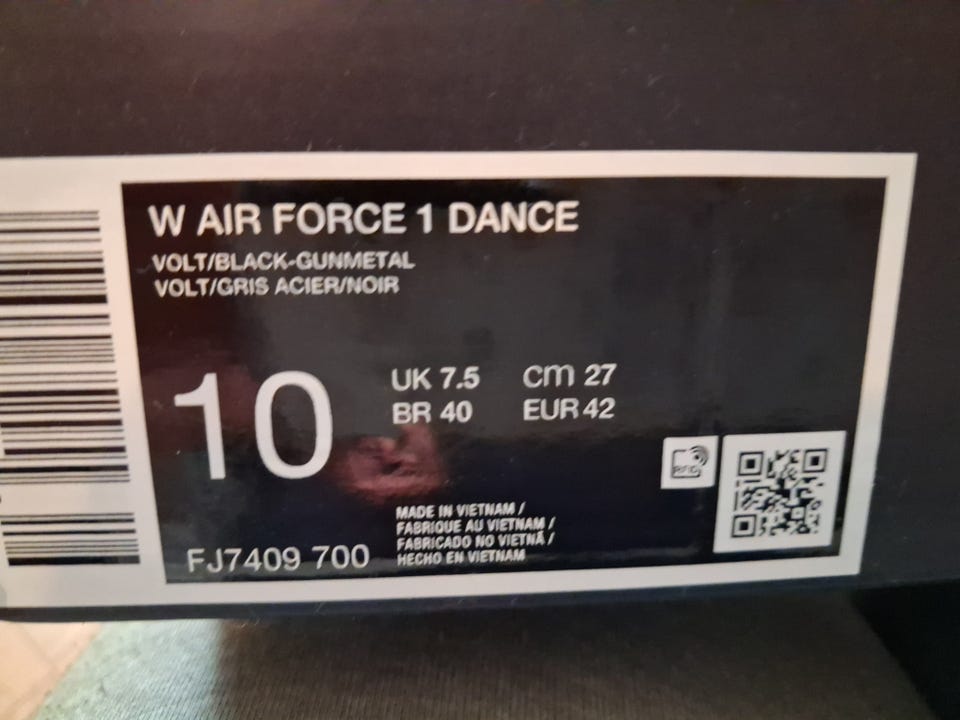 W AIR FORCE 1 DANCE
VOLT/BLACK-GUNMETAL
VOLT/GRIS ACIER/NOIR
10
UK 7.5 cm 27
BR 40 EUR 42
RFID
MADE IN VIETNAM /
FABRIQUE AU VIETNAM /
FABRICADO NO VIETNÃ /
HECHO EN VIETNAM
FJ7409 700